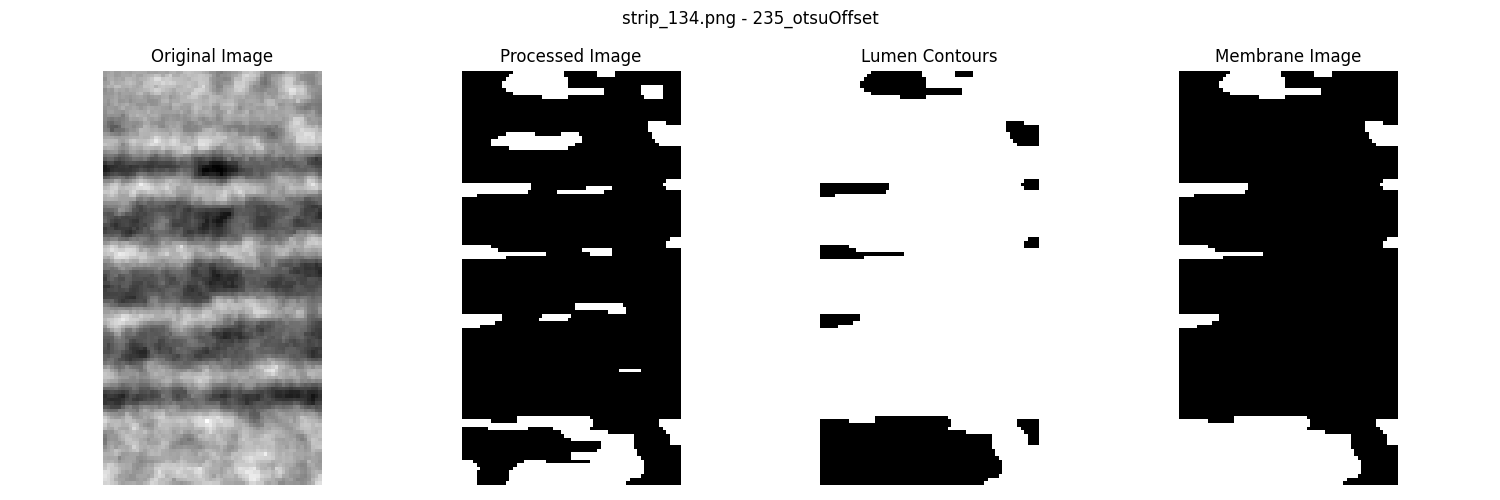 strip_134.png - 235_otsuOffset
Original Image
Processed Image
Lumen Contours
Membrane Image